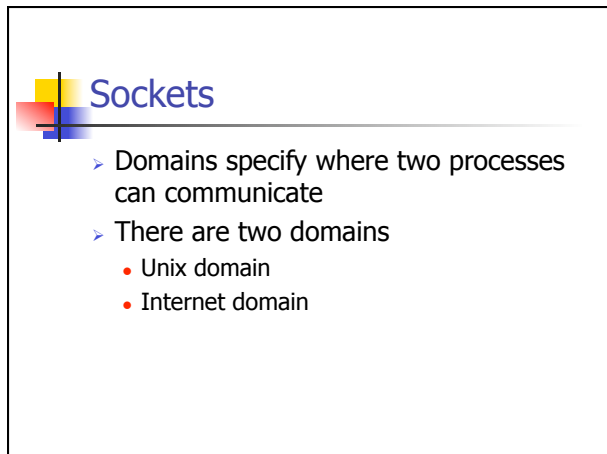 Sockets
➢ Domains specify where two processes
can communicate
➢ There are two domains
• Unix domain
• Internet domain